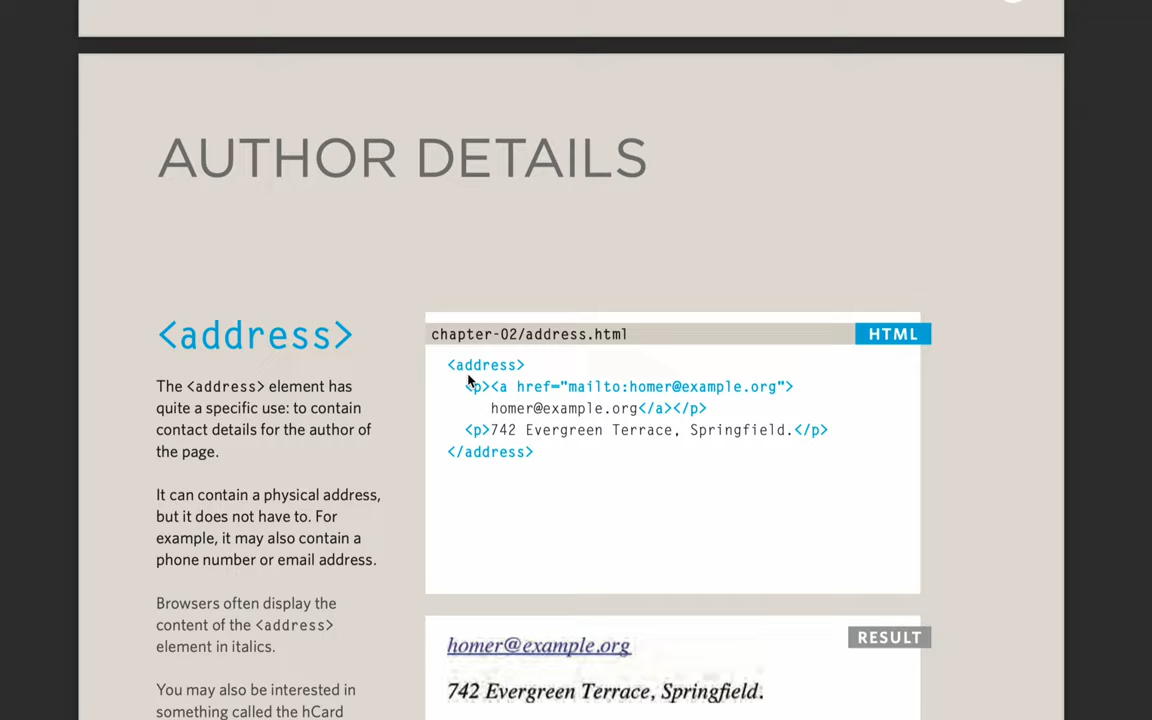 AUTHOR DETAILS
<address>
The <address> element has
quite a specific use: to contain
contact details for the author of
the page.
It can contain a physical address,
but it does not have to. For
example, it may also contain a
phone number or email address.
Browsers often display the
content of the <address>
element in italics.
You may also be interested in
something called the hCard
chapter-02/address.html
HTML
<address>
<p><a href="mailto:homer@example.org">
homer@example.org</a></p>
<p>742 Evergreen Terrace, Springfield.</p>
</address>
RESULT
homer@example.org
742 Evergreen Terrace, Springfield.